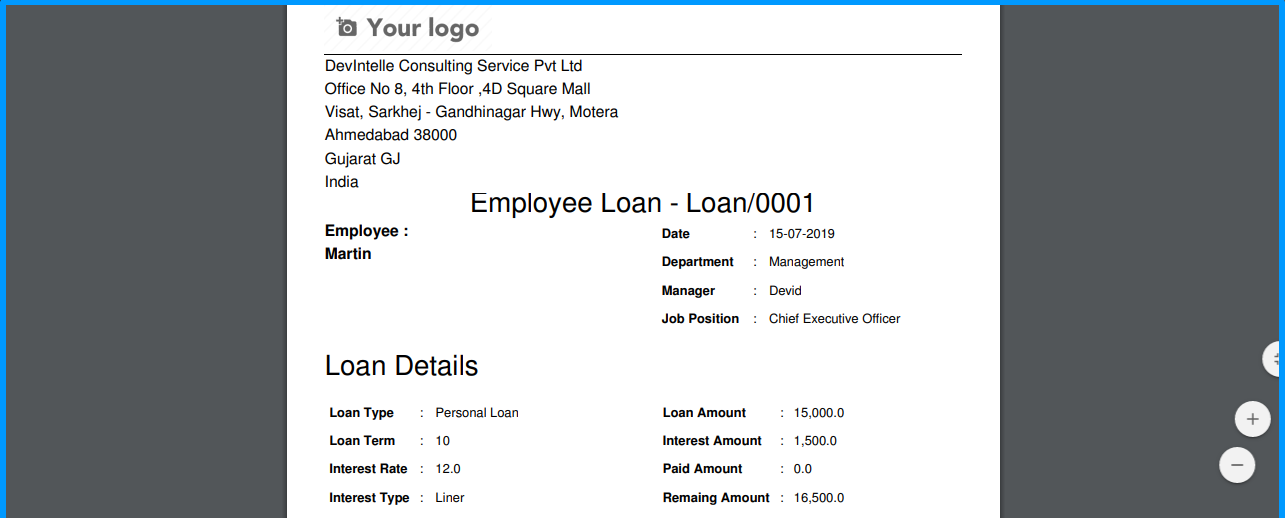 Your logo
DevIntelle Consulting Service Pvt Ltd
Office No 8, 4th Floor ,4D Square Mall
Visat, Sarkhej - Gandhinagar Hwy, Motera
Ahmedabad 38000
Gujarat GJ
India
Employee Loan - Loan/0001
Employee :
Martin
Date : 15-07-2019
Department : Management
Manager : Devid
Job Position : Chief Executive Officer
Loan Details
Loan Type : Personal Loan
Loan Term : 10
Interest Rate : 12.0
Interest Type : Liner
Loan Amount : 15,000.0
Interest Amount : 1,500.0
Paid Amount : 0.0
Remaing Amount : 16,500.0